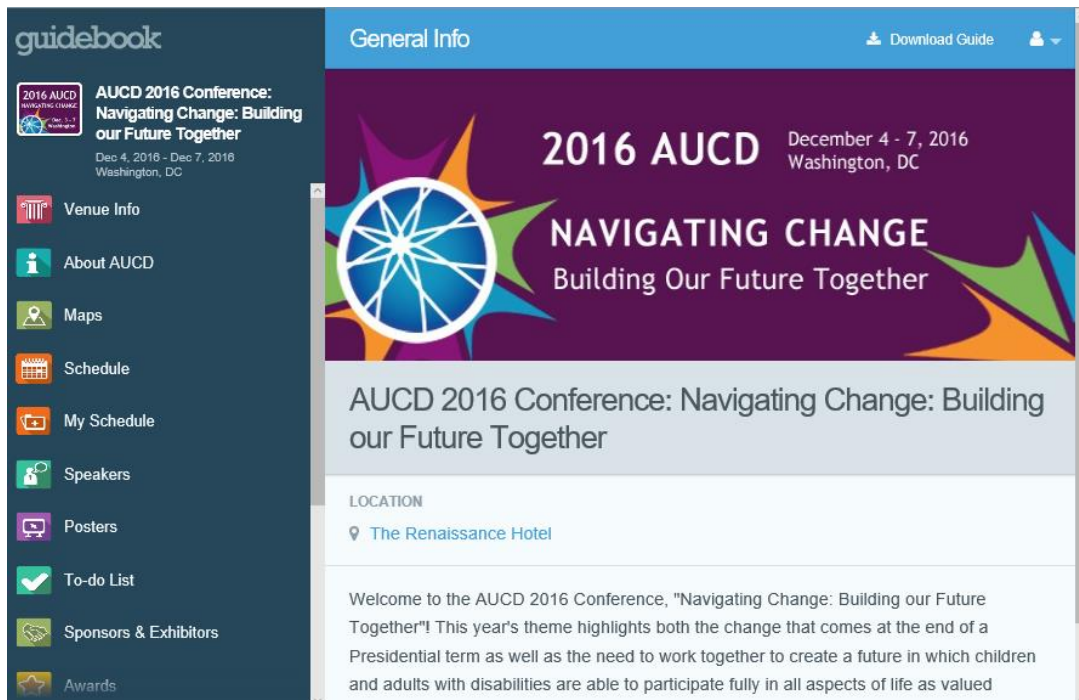 guidebook
2016 AUCD
NAVIGATING CHANGE
Dec. 3 - 7
Washington
AUCD 2016 Conference:
Navigating Change: Building
our Future Together
Dec 4, 2016 - Dec 7, 2016
Washington, DC
Venue Info
About AUCD
Maps
Schedule
My Schedule
Speakers
Posters
To-do List
Sponsors & Exhibitors
Awards
General Info
Download Guide
2016 AUCD
December 4 - 7, 2016
Washington, DC
NAVIGATING CHANGE
Building Our Future Together
AUCD 2016 Conference: Navigating Change: Building
our Future Together
LOCATION
The Renaissance Hotel
Welcome to the AUCD 2016 Conference, "Navigating Change: Building our Future
Together"! This year's theme highlights both the change that comes at the end of a
Presidential term as well as the need to work together to create a future in which children
and adults with disabilities are able to participate fully in all aspects of life as valued